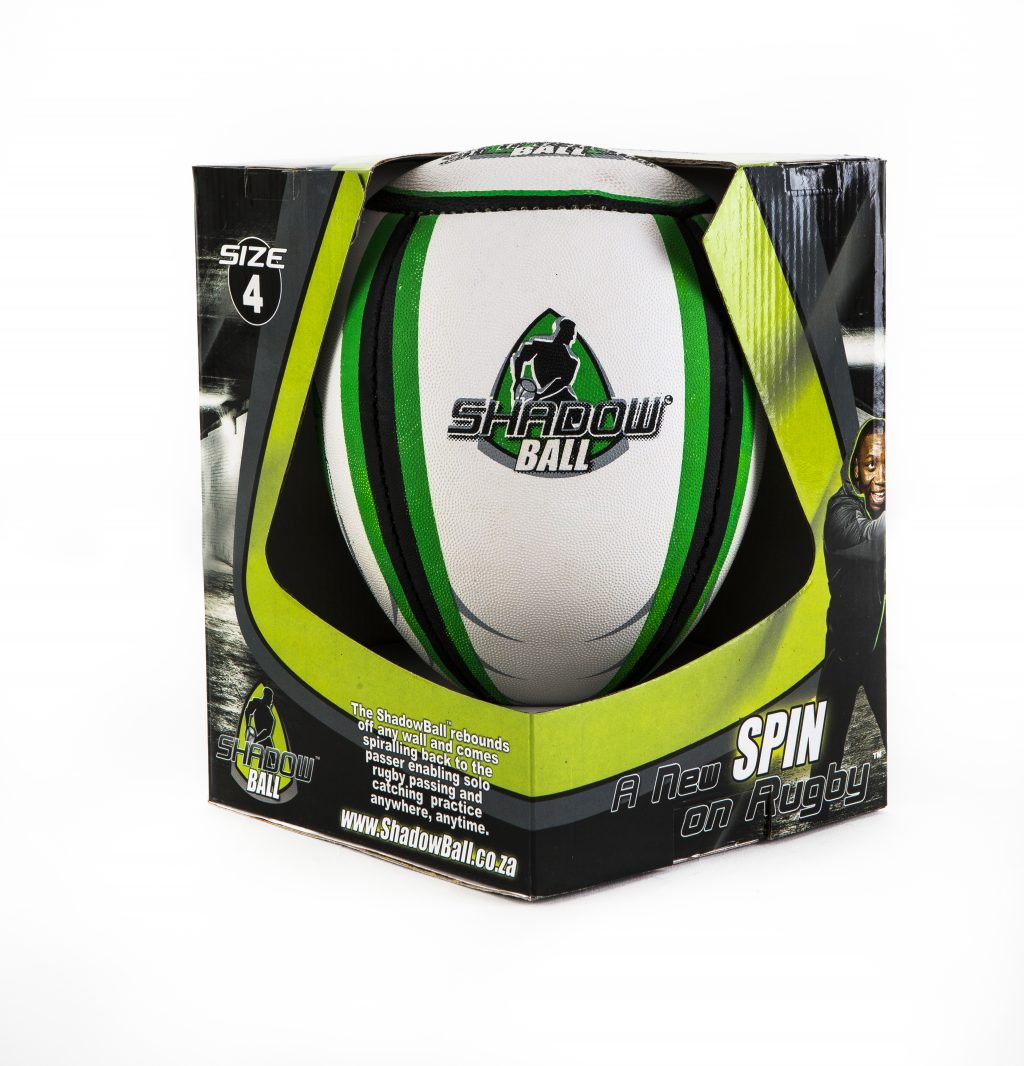 BALL
SIZE
4
SHADOW
BALL
SHADOW™
BALL
The ShadowBall™ rebounds
off any wall and comes
spiralling back to the
passer enabling solo
rugby passing and
catching practice
anywhere, anytime.
www.ShadowBall.co.za
A New SPIN
on Rugby™